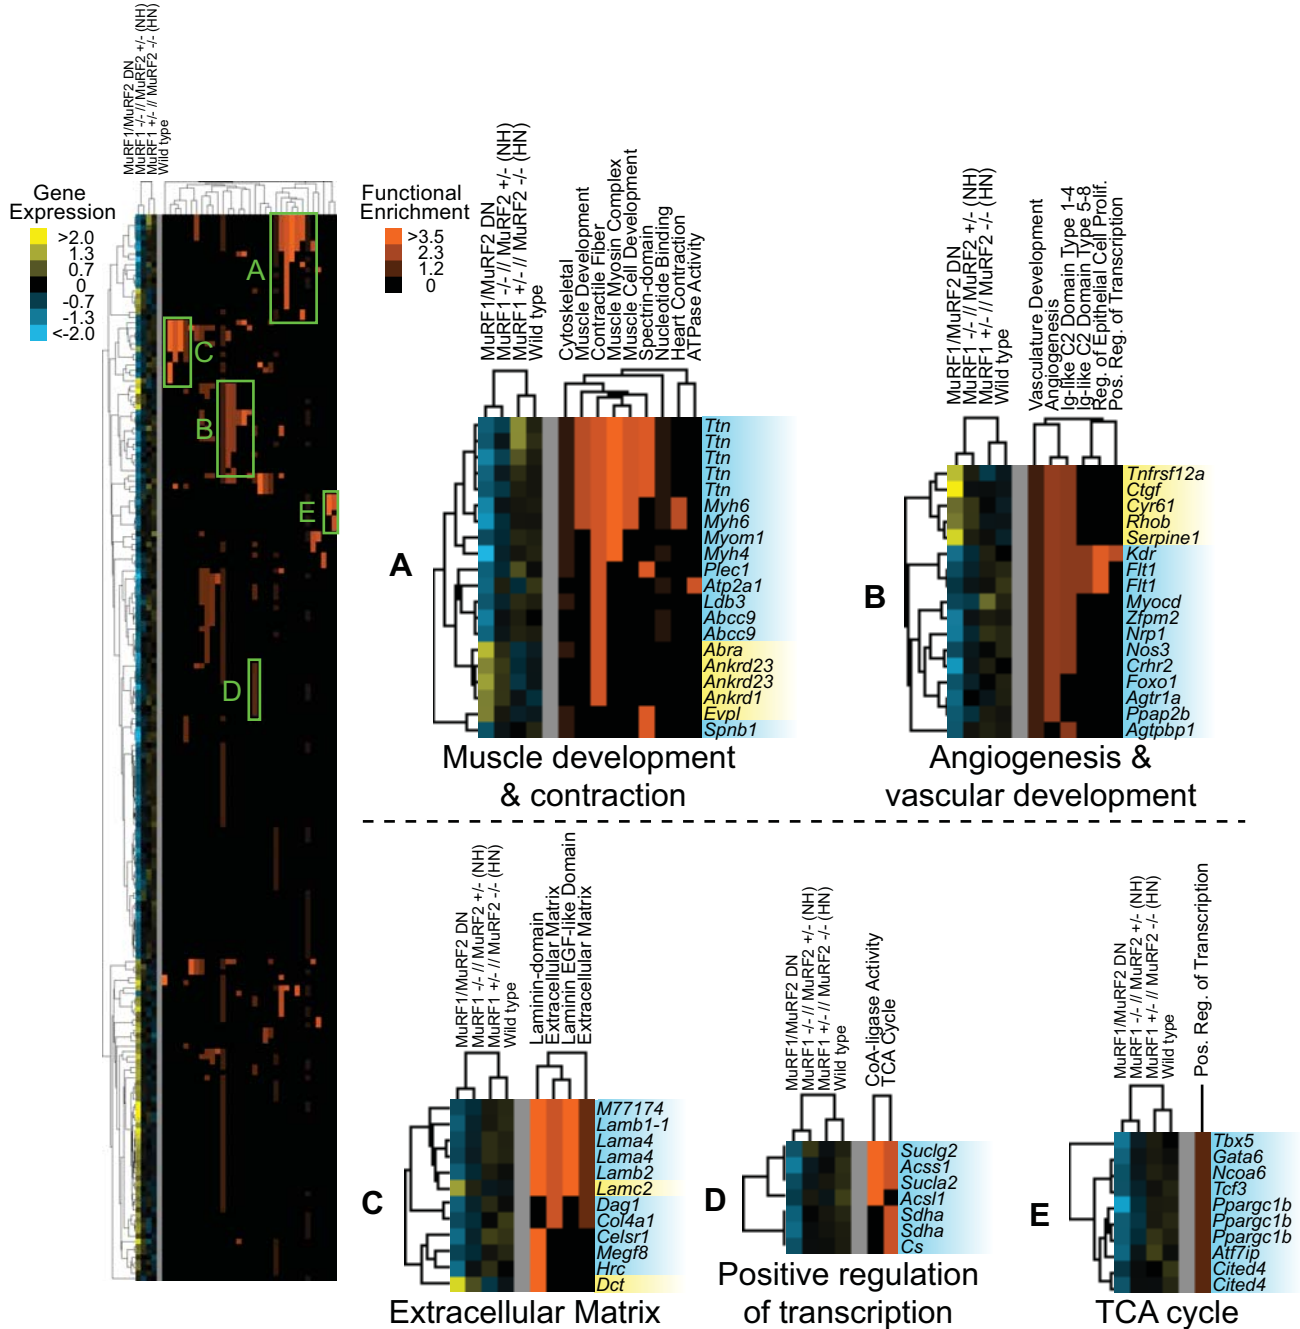 MuRF1/MuRF2 DN
MuRF1 -/- // MuRF2 +/- (NH)
MuRF1 +/- // MuRF2 -/- (HN)
Wild type
Gene
Expression
>2.0
1.3
0.7
0
-0.7
-1.3
<-2.0
Functional
Enrichment
>3.5
2.3
1.2
0
A
C
B
E
D
MuRF1/MuRF2 DN
MuRF1 -/- // MuRF2 +/- (NH)
MuRF1 +/- // MuRF2 -/- (HN)
Wild type
Cytoskeletal
Muscle Development
Contractile Fiber
Muscle Myosin Complex
Muscle Cell Development
Spectrin-domain
Nucleotide Binding
Heart Contraction
ATPase Activity
A
Ttn
Ttn
Ttn
Ttn
Ttn
Myh6
Myh6
Myom1
Myh4
Plec1
Atp2a1
Ldb3
Abcc9
Abcc9
Abra
Ankrd23
Ankrd23
Ankrd1
Evpl
Spnb1
Muscle development
& contraction
MuRF1/MuRF2 DN
MuRF1 -/- // MuRF2 +/- (NH)
MuRF1 +/- // MuRF2 -/- (HN)
Wild type
Vasculature Development
Angiogenesis
Ig-like C2 Domain Type 1-4
Ig-like C2 Domain Type 5-8
Reg. of Epithelial Cell Prolif.
Pos. Reg. of Transcription
B
Tnfrsf12a
Ctgf
Cyr61
Rhob
Serpine1
Kdr
Flt1
Flt1
Myocd
Zfpm2
Nrp1
Nos3
Crhr2
Foxo1
Agtr1a
Ppap2b
Agtpbp1
Angiogenesis &
vascular development
MuRF1/MuRF2 DN
MuRF1 -/- // MuRF2 +/- (NH)
MuRF1 +/- // MuRF2 -/- (HN)
Wild type
Laminin-domain
Extracellular Matrix
Laminin EGF-like Domain
Extracellular Matrix
C
M77174
Lamb1-1
Lama4
Lama4
Lamb2
Lamc2
Dag1
Col4a1
Celsr1
Megf8
Hrc
Dct
Extracellular Matrix
MuRF1/MuRF2 DN
MuRF1 -/- // MuRF2 +/- (NH)
MuRF1 +/- // MuRF2 -/- (HN)
Wild type
CoA-ligase Activity
TCA Cycle
D
Suclg2
Acss1
Sucla2
Acsl1
Sdha
Sdha
Cs
Positive regulation
of transcription
MuRF1/MuRF2 DN
MuRF1 -/- // MuRF2 +/- (NH)
MuRF1 +/- // MuRF2 -/- (HN)
Wild type
Pos. Reg. of Transcription
E
Tbx5
Gata6
Ncoa6
Tcf3
Ppargc1b
Ppargc1b
Ppargc1b
Atf7ip
Cited4
Cited4
TCA cycle